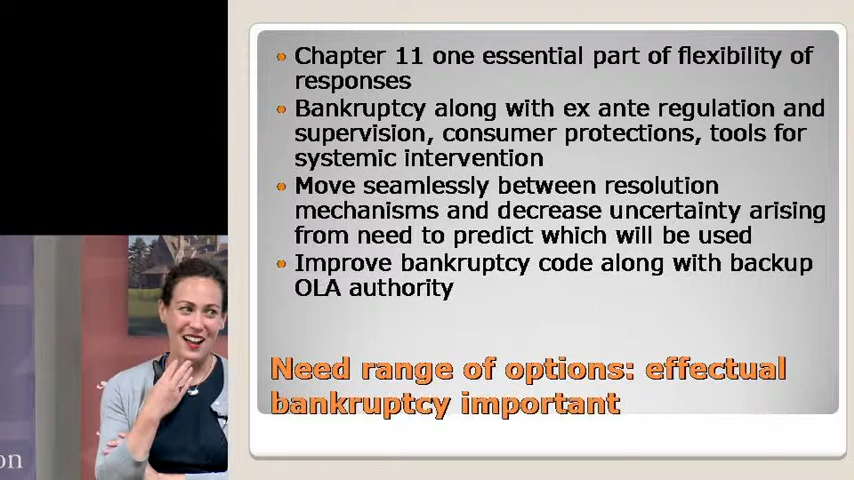 Chapter 11 one essential part of flexibility of
responses
Bankruptcy along with ex ante regulation and
supervision, consumer protections, tools for
systemic intervention
Move seamlessly between resolution
mechanisms and decrease uncertainty arising
from need to predict which will be used
Improve bankruptcy code along with backup
OLA authority
Need range of options: effectual
bankruptcy important
on